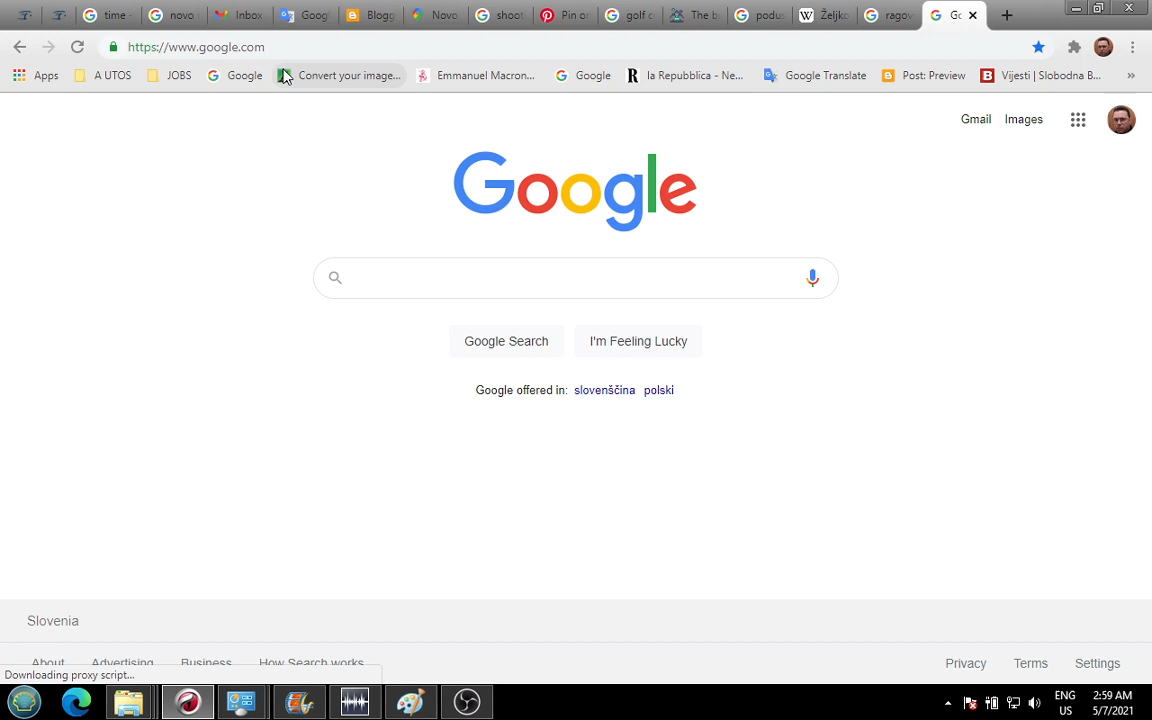 time -
novo
Inbox
Goog
Blogg
Novo
shoot
Pin o
golf c
The b
podu
W
Željk
ragov
Go
https://www.google.com
Apps
A UTOS
JOBS
Google
Convert your image...
Emmanuel Macron...
Google
R
la Repubblica - Ne...
Google Translate
Post: Preview
B
Vijesti | Slobodna B...
»
Gmail
Images
Google
Google Search
I'm Feeling Lucky
Google offered in: slovenščina polski
Slovenia
About
Advertising
Business
How Search works
Privacy
Terms
Settings
Downloading proxy script...
ENG
US
2:59 AM
5/7/2021